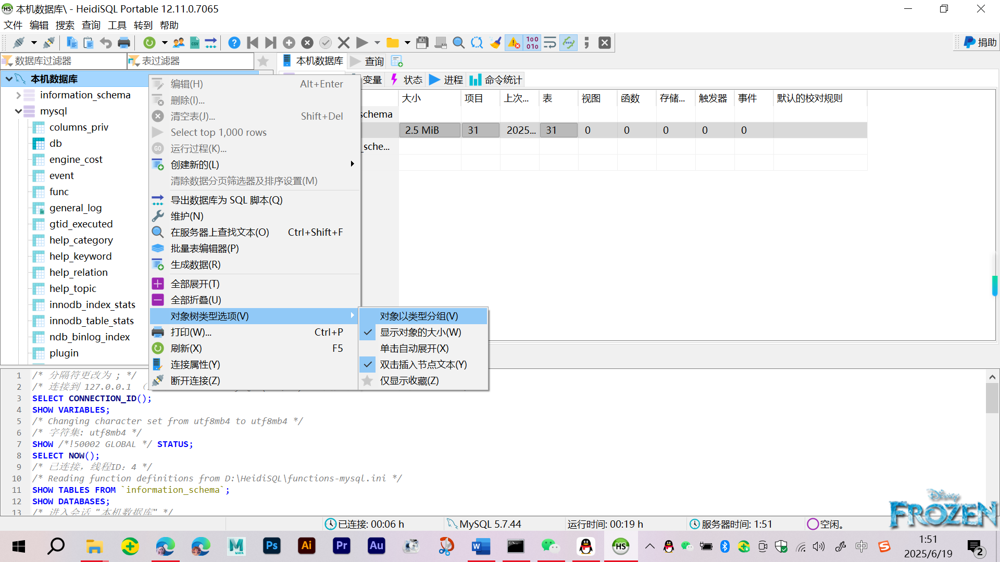 本机数据库\ - HeidiSQL Portable 12.11.0.7065
文件 编辑 搜索 查询 工具 转到 帮助
捐助
数据库过滤器 表过滤器
本机数据库 查询
变量 状态 进程 命令统计
本机数据库
information_schema
mysql
columns_priv
db
engine_cost
event
func
general_log
gtid_executed
help_category
help_keyword
help_relation
help_topic
innodb_index_stats
innodb_table_stats
ndb_binlog_index
plugin
编辑(H) Alt+Enter
删除(I)...
清空表(J)... Shift+Del
Select top 1,000 rows
运行过程(K)...
创建新的(L)
清除数据分页筛选器及排序设置(M)
导出数据库为 SQL 脚本(Q)
维护(N)
在服务器上查找文本(O) Ctrl+Shift+F
批量表编辑器(P)
生成数据(R)
全部展开(T)
全部折叠(U)
对象树类型选项(V)
打印(W)... Ctrl+P
刷新(X) F5
连接属性(Y)
断开连接(Z)
对象以类型分组(V)
显示对象的大小(W)
单击自动展开(X)
双击插入节点文本(Y)
仅显示收藏(Z)
大小 项目 上次... 表 视图 函数 存储... 触发器 事件 默认的校对规则
schema
2.5 MiB 31 2025... 31 0 0 0 0 0
_sche...
1 /* 分隔符更改为 ; */
2 /* 连接到 127.0.0.1
3 SELECT CONNECTION_ID();
4 SHOW VARIABLES;
5 /* Changing character set from utf8mb4 to utf8mb4 */
6 /* 字符集: utf8mb4 */
7 SHOW /*!50002 GLOBAL */ STATUS;
8 SELECT NOW();
9 /* 已连接，线程ID：4 */
10 /* Reading function definitions from D:\HeidiSQL\functions-mysql.ini */
11 SHOW TABLES FROM `information_schema`;
12 SHOW DATABASES;
13 /* 进入会话 "本机数据库" */
已连接: 00:06 h MySQL 5.7.44 运行时间: 00:19 h 服务器时间: 1:51 空闲。
Disney
FROZEN
MAYA Ps Ai Pr Au W HS 中
1:51
2025/6/19
2